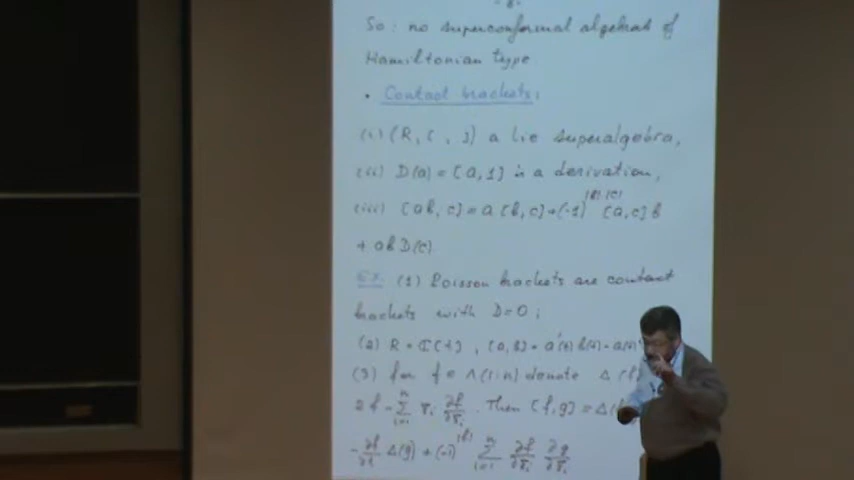 So: no superconformal algebras of
Hamiltonian type
• Contact brackets:
(i) (R, [ , ]) a Lie superalgebra,
(ii) D(a) = [a,1] is a derivation,
(iii) [ab, c] = a [b,c] + (-1)^{|b| |c|} [a,c] b
+ ab D(c)
Ex. (1) Poisson brackets are contact
brackets with D=0;
(2) R = C[t], [a,b] = a'(t) b(t) - a(t)
(3) for f ∈ Λ(1:n) denote Δ(f
2f - Σ_{i=1}^{n} ξ_i ∂f/∂ξ_i. Then [f,g] = Δ(
- ∂f/∂t Δ(g) + (-1)^{|f|} Σ_{i=1}^{n} ∂f/∂ξ_i ∂g/∂ξ_i